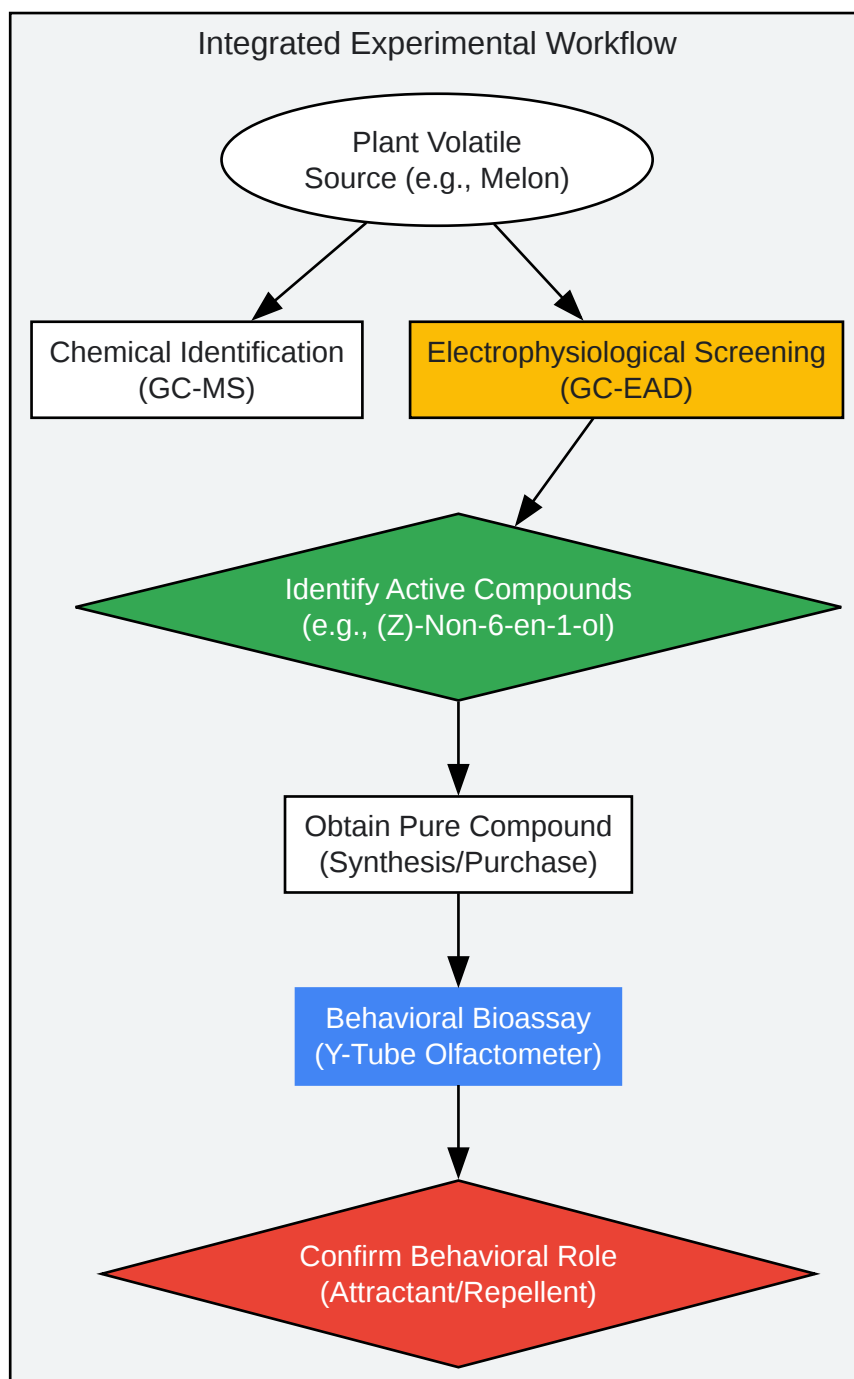 Integrated Experimental Workflow
Plant Volatile
Source (e.g., Melon)
Chemical Identification
(GC-MS)
Electrophysiological Screening
(GC-EAD)
Identify Active Compounds
(e.g., (Z)-Non-6-en-1-ol)
Obtain Pure Compound
(Synthesis/Purchase)
Behavioral Bioassay
(Y-Tube Olfactometer)
Confirm Behavioral Role
(Attractant/Repellent)